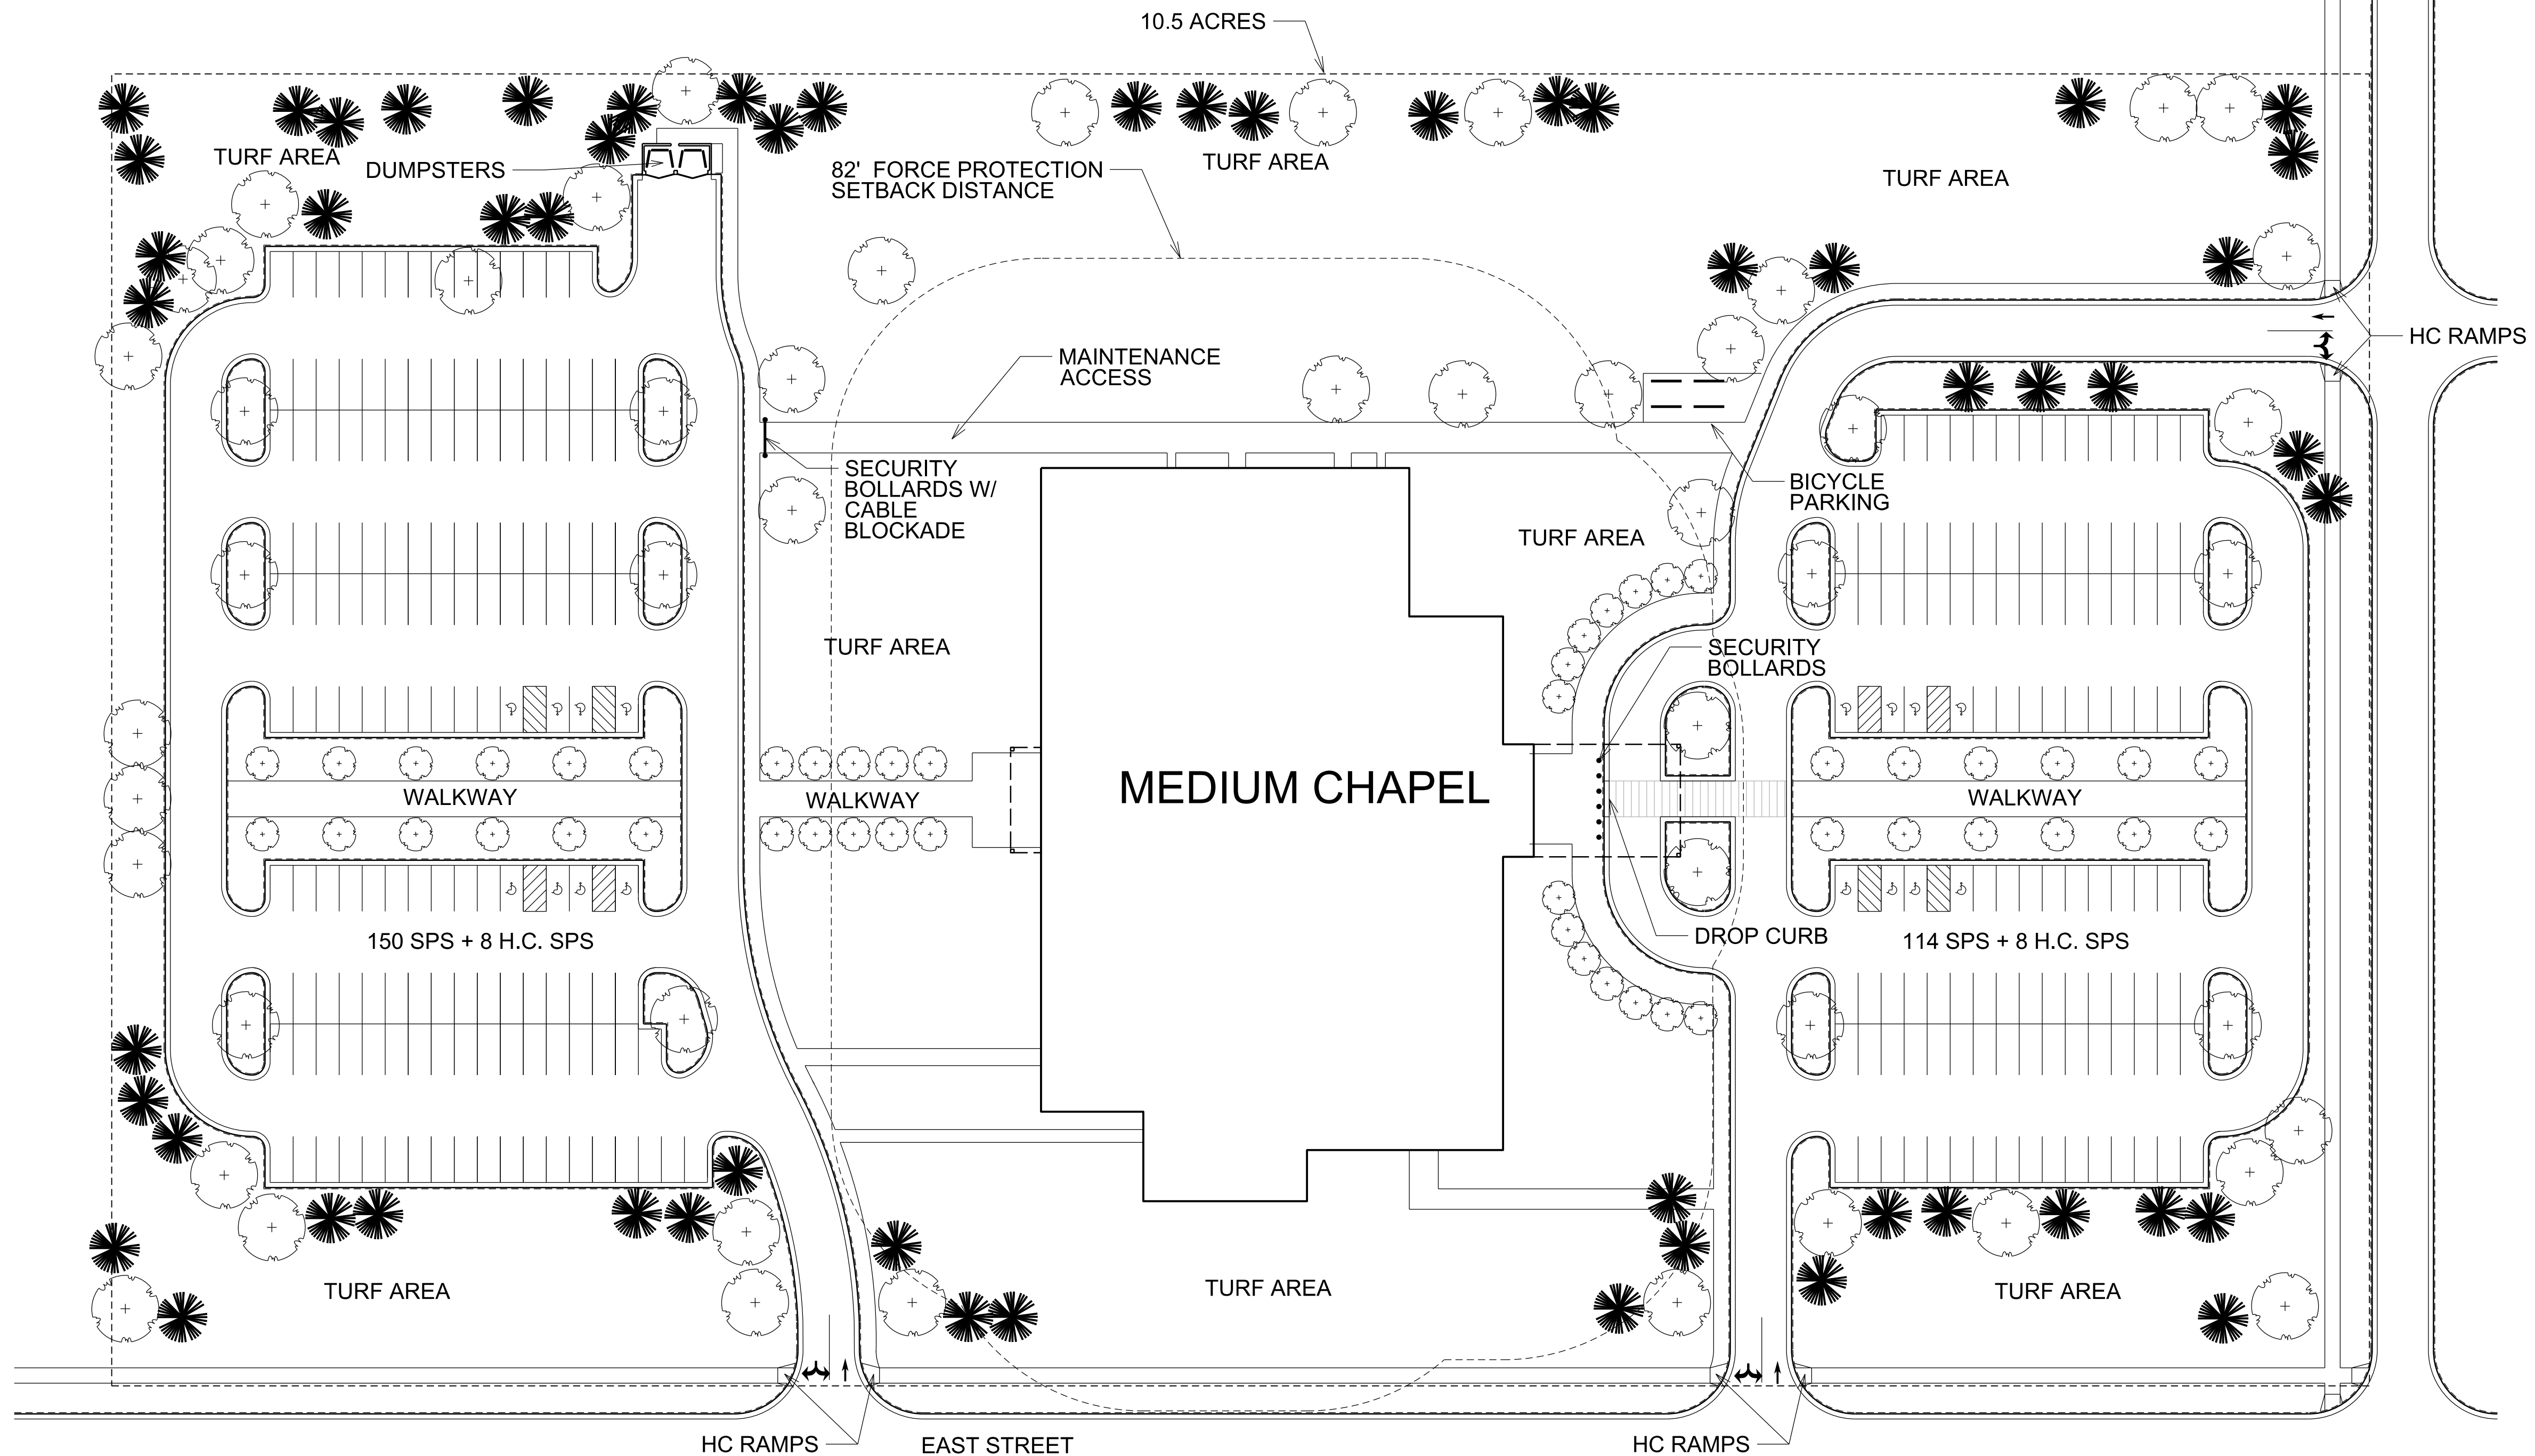 10.5 ACRES
TURF AREA
DUMPSTERS
82' FORCE PROTECTION
SETBACK DISTANCE
TURF AREA
TURF AREA
HC RAMPS
MAINTENANCE
ACCESS
SECURITY
BOLLARDS W/
CABLE
BLOCKADE
BICYCLE
PARKING
TURF AREA
TURF AREA
SECURITY
BOLLARDS
MEDIUM CHAPEL
WALKWAY
WALKWAY
WALKWAY
150 SPS + 8 H.C. SPS
DROP CURB
114 SPS + 8 H.C. SPS
TURF AREA
TURF AREA
TURF AREA
HC RAMPS
EAST STREET
HC RAMPS